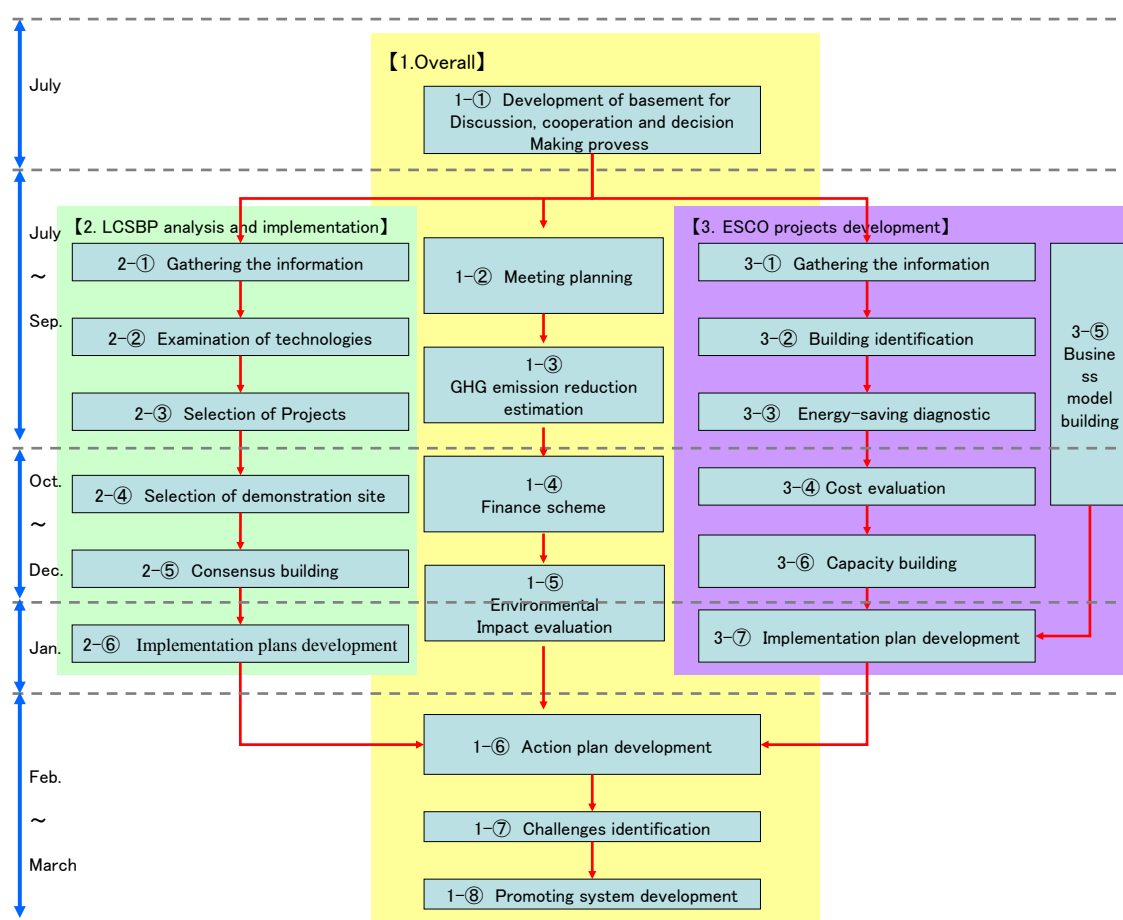 【1.Overall】
July
1-① Development of basement for
Discussion, cooperation and decision
Making provess
July
~
Sep.
【2. LCSBP analysis and implementation】
2-① Gathering the information
2-② Examination of technologies
2-③ Selection of Projects
1-② Meeting planning
1-③
GHG emission reduction
estimation
【3. ESCO projects development】
3-① Gathering the information
3-② Building identification
3-③ Energy-saving diagnostic
3-⑤
Busine
ss
model
building
Oct.
~
Dec.
2-④ Selection of demonstration site
2-⑤ Consensus building
1-④
Finance scheme
1-⑤
Environmental
Impact evaluation
3-④ Cost evaluation
3-⑥ Capacity building
Jan.
2-⑥ Implementation plans development
3-⑦ Implementation plan development
Feb.
~
March
1-⑥ Action plan development
1-⑦ Challenges identification
1-⑧ Promoting system development